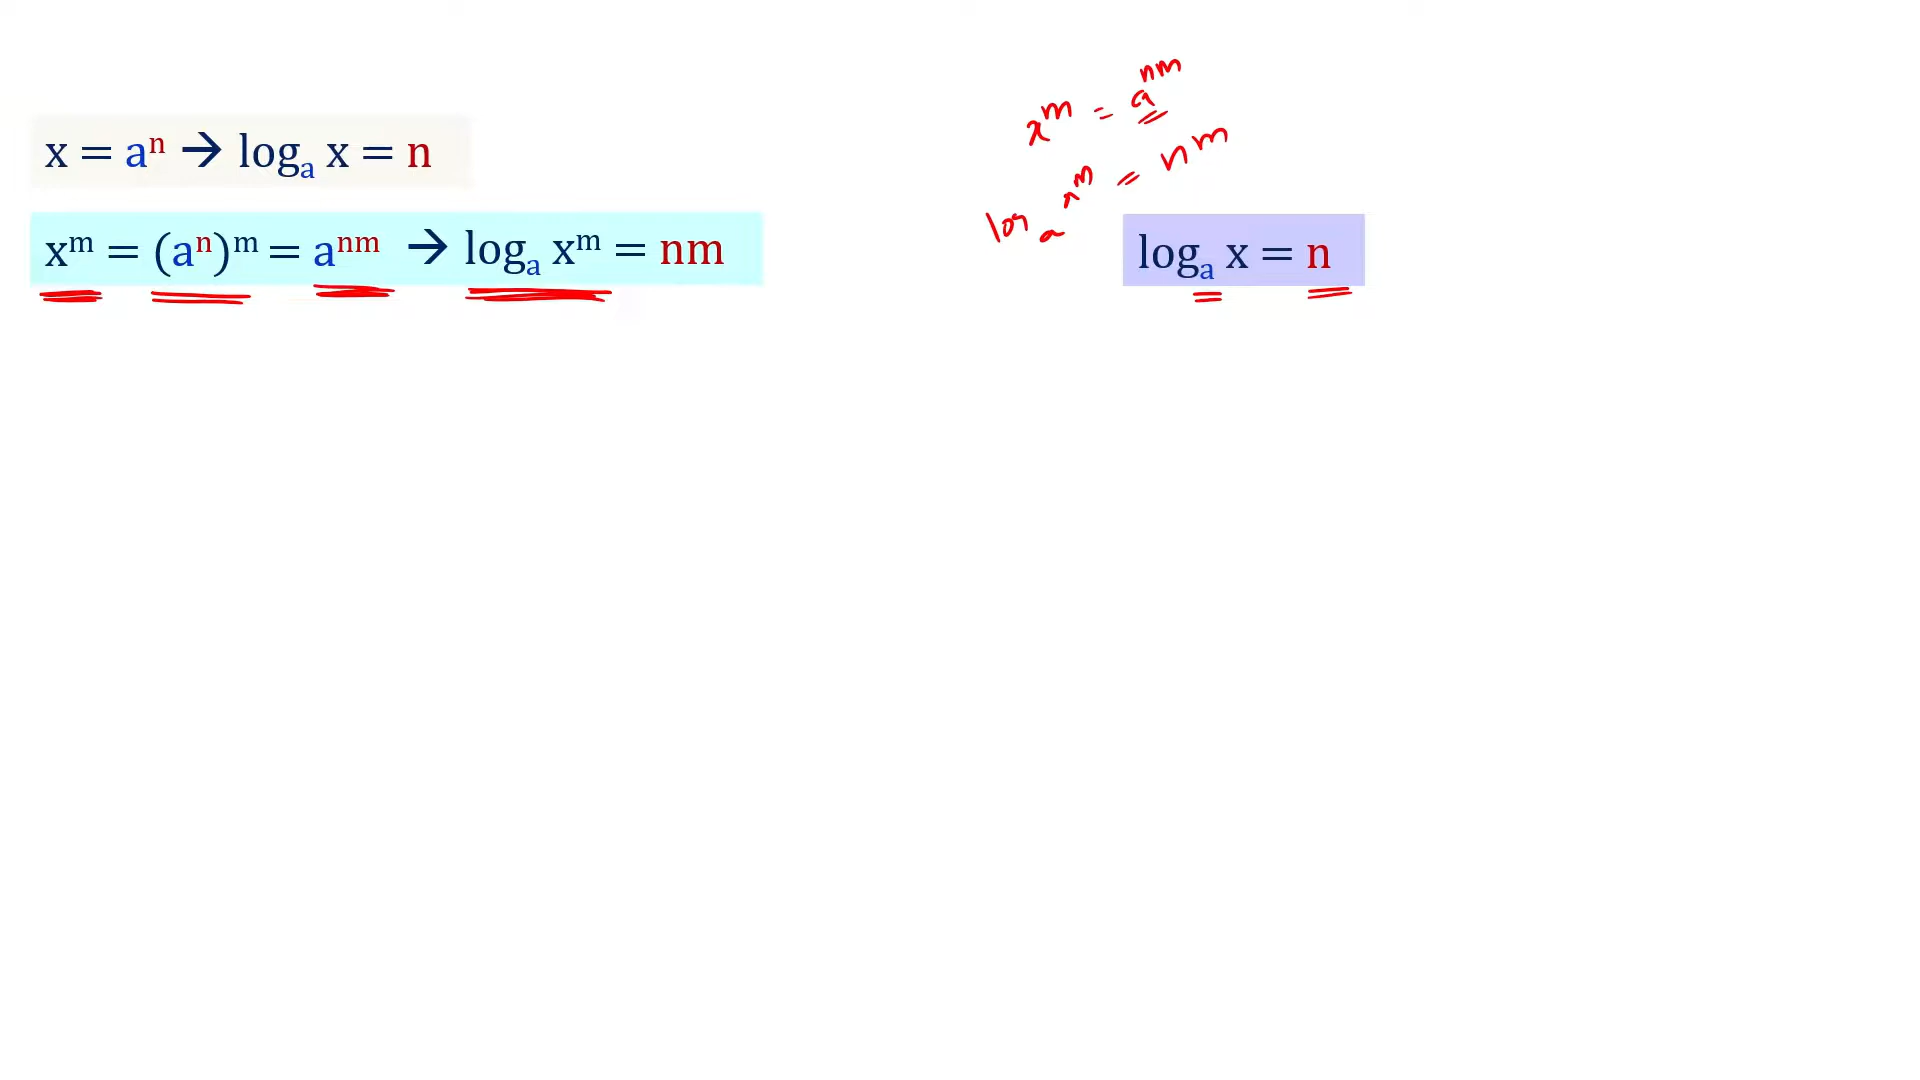 xᵐ = aⁿᵐ
x = aⁿ → logₐ x = n
logₐ xᵐ = nm
xᵐ = (aⁿ)ᵐ = aⁿᵐ → logₐ xᵐ = nm
logₐ x = n